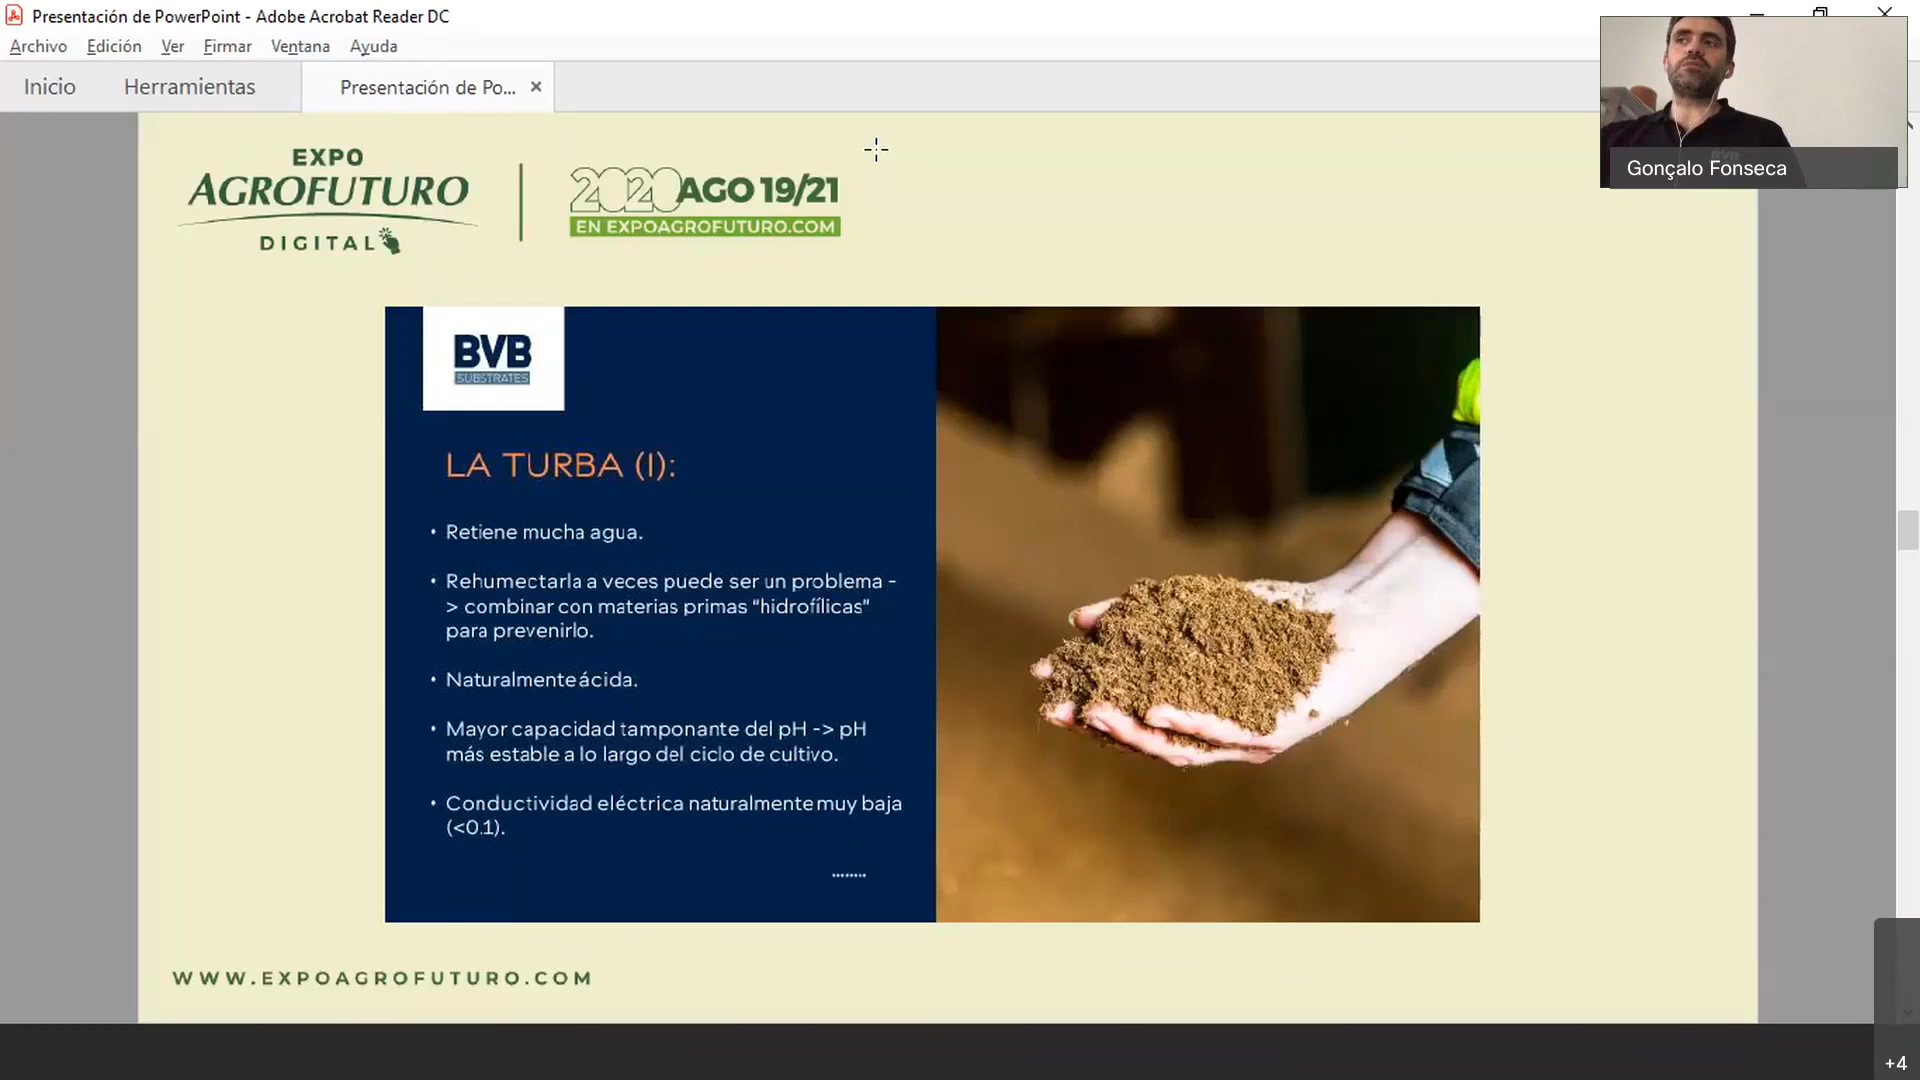 Presentación de PowerPoint - Adobe Acrobat Reader DC
Archivo Edición Ver Firmar Ventana Ayuda
Inicio Herramientas Presentación de Po... ×
Gonçalo Fonseca
EXPO
AGROFUTURO
DIGITAL
2020 AGO 19/21
EN EXPOAGROFUTURO.COM
BVB
SUBSTRATES
LA TURBA (I):
• Retiene mucha agua.
• Rehumectarla a veces puede ser un problema -
> combinar con materias primas "hidrofílicas"
para prevenirlo.
• Naturalmente ácida.
• Mayor capacidad tamponante del pH -> pH
más estable a lo largo del ciclo de cultivo.
• Conductividad eléctrica naturalmente muy baja
(<0.1).
........
WWW.EXPOAGROFUTURO.COM
+4